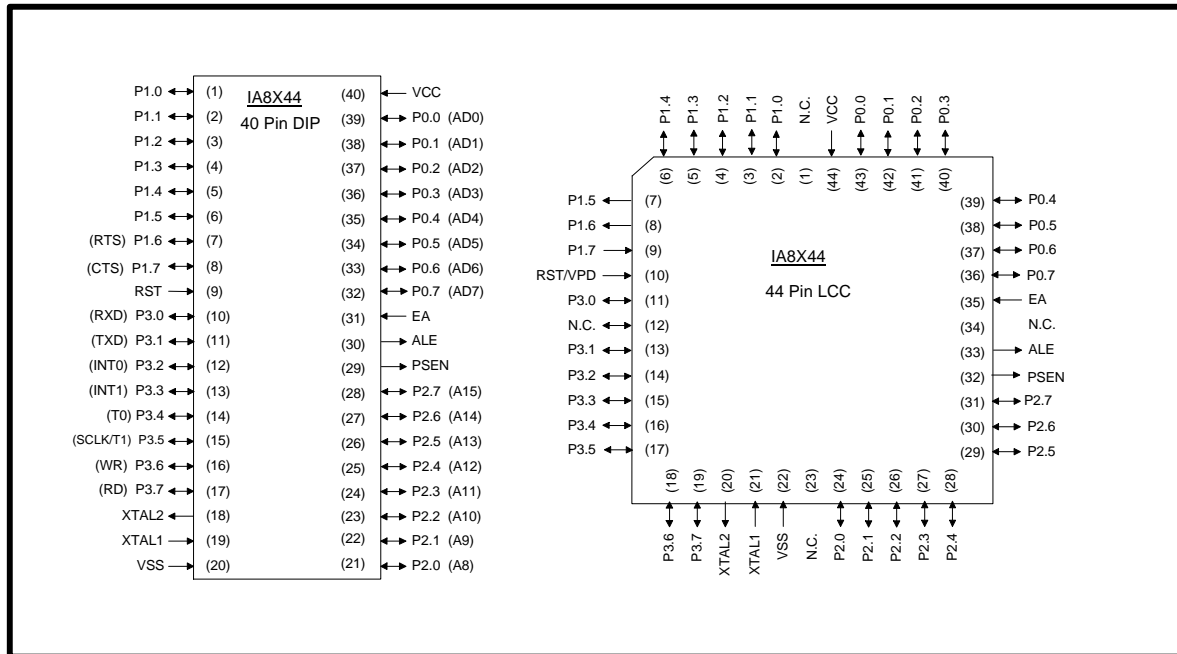 IA8X44
40 Pin DIP
P1.0 (1)
P1.1 (2)
P1.2 (3)
P1.3 (4)
P1.4 (5)
P1.5 (6)
(RTS) P1.6 (7)
(CTS) P1.7 (8)
RST (9)
(RXD) P3.0 (10)
(TXD) P3.1 (11)
(INT0) P3.2 (12)
(INT1) P3.3 (13)
(T0) P3.4 (14)
(SCLK/T1) P3.5 (15)
(WR) P3.6 (16)
(RD) P3.7 (17)
XTAL2 (18)
XTAL1 (19)
VSS (20)
(40) VCC
(39) P0.0 (AD0)
(38) P0.1 (AD1)
(37) P0.2 (AD2)
(36) P0.3 (AD3)
(35) P0.4 (AD4)
(34) P0.5 (AD5)
(33) P0.6 (AD6)
(32) P0.7 (AD7)
(31) EA
(30) ALE
(29) PSEN
(28) P2.7 (A15)
(27) P2.6 (A14)
(26) P2.5 (A13)
(25) P2.4 (A12)
(24) P2.3 (A11)
(23) P2.2 (A10)
(22) P2.1 (A9)
(21) P2.0 (A8)
P1.4 P1.3 P1.2 P1.1 P1.0 N.C. VCC P0.0 P0.1 P0.2 P0.3
(6) (5) (4) (3) (2) (1) (44) (43) (42) (41) (40)
IA8X44
44 Pin LCC
P1.5 (7)
P1.6 (8)
P1.7 (9)
RST/VPD (10)
P3.0 (11)
N.C. (12)
P3.1 (13)
P3.2 (14)
P3.3 (15)
P3.4 (16)
P3.5 (17)
(39) P0.4
(38) P0.5
(37) P0.6
(36) P0.7
(35) EA
(34) N.C.
(33) ALE
(32) PSEN
(31) P2.7
(30) P2.6
(29) P2.5
(18) (19) (20) (21) (22) (23) (24) (25) (26) (27) (28)
P3.6 P3.7 XTAL2 XTAL1 VSS N.C. P2.0 P2.1 P2.2 P2.3 P2.4